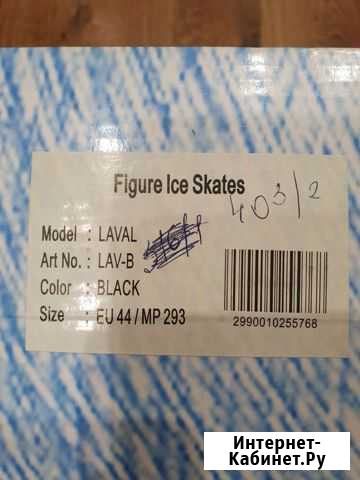 Figure Ice Skates
403/2
Model : LAVAL
Art No. : LAV-B
Color : BLACK
Size : EU 44 / MP 293
2990010255768
Интернет-
Кабинет.Ру